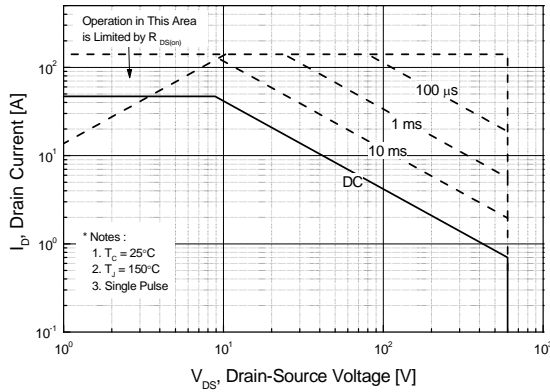 Operation in This Area
is Limited by R DS(on)
10²
10¹
10⁰
10⁻¹
I_D, Drain Current [A]
100 μs
1 ms
10 ms
DC
* Notes :
1. T_C = 25°C
2. T_J = 150°C
3. Single Pulse
10⁰
10¹
10²
10³
V_DS, Drain-Source Voltage [V]